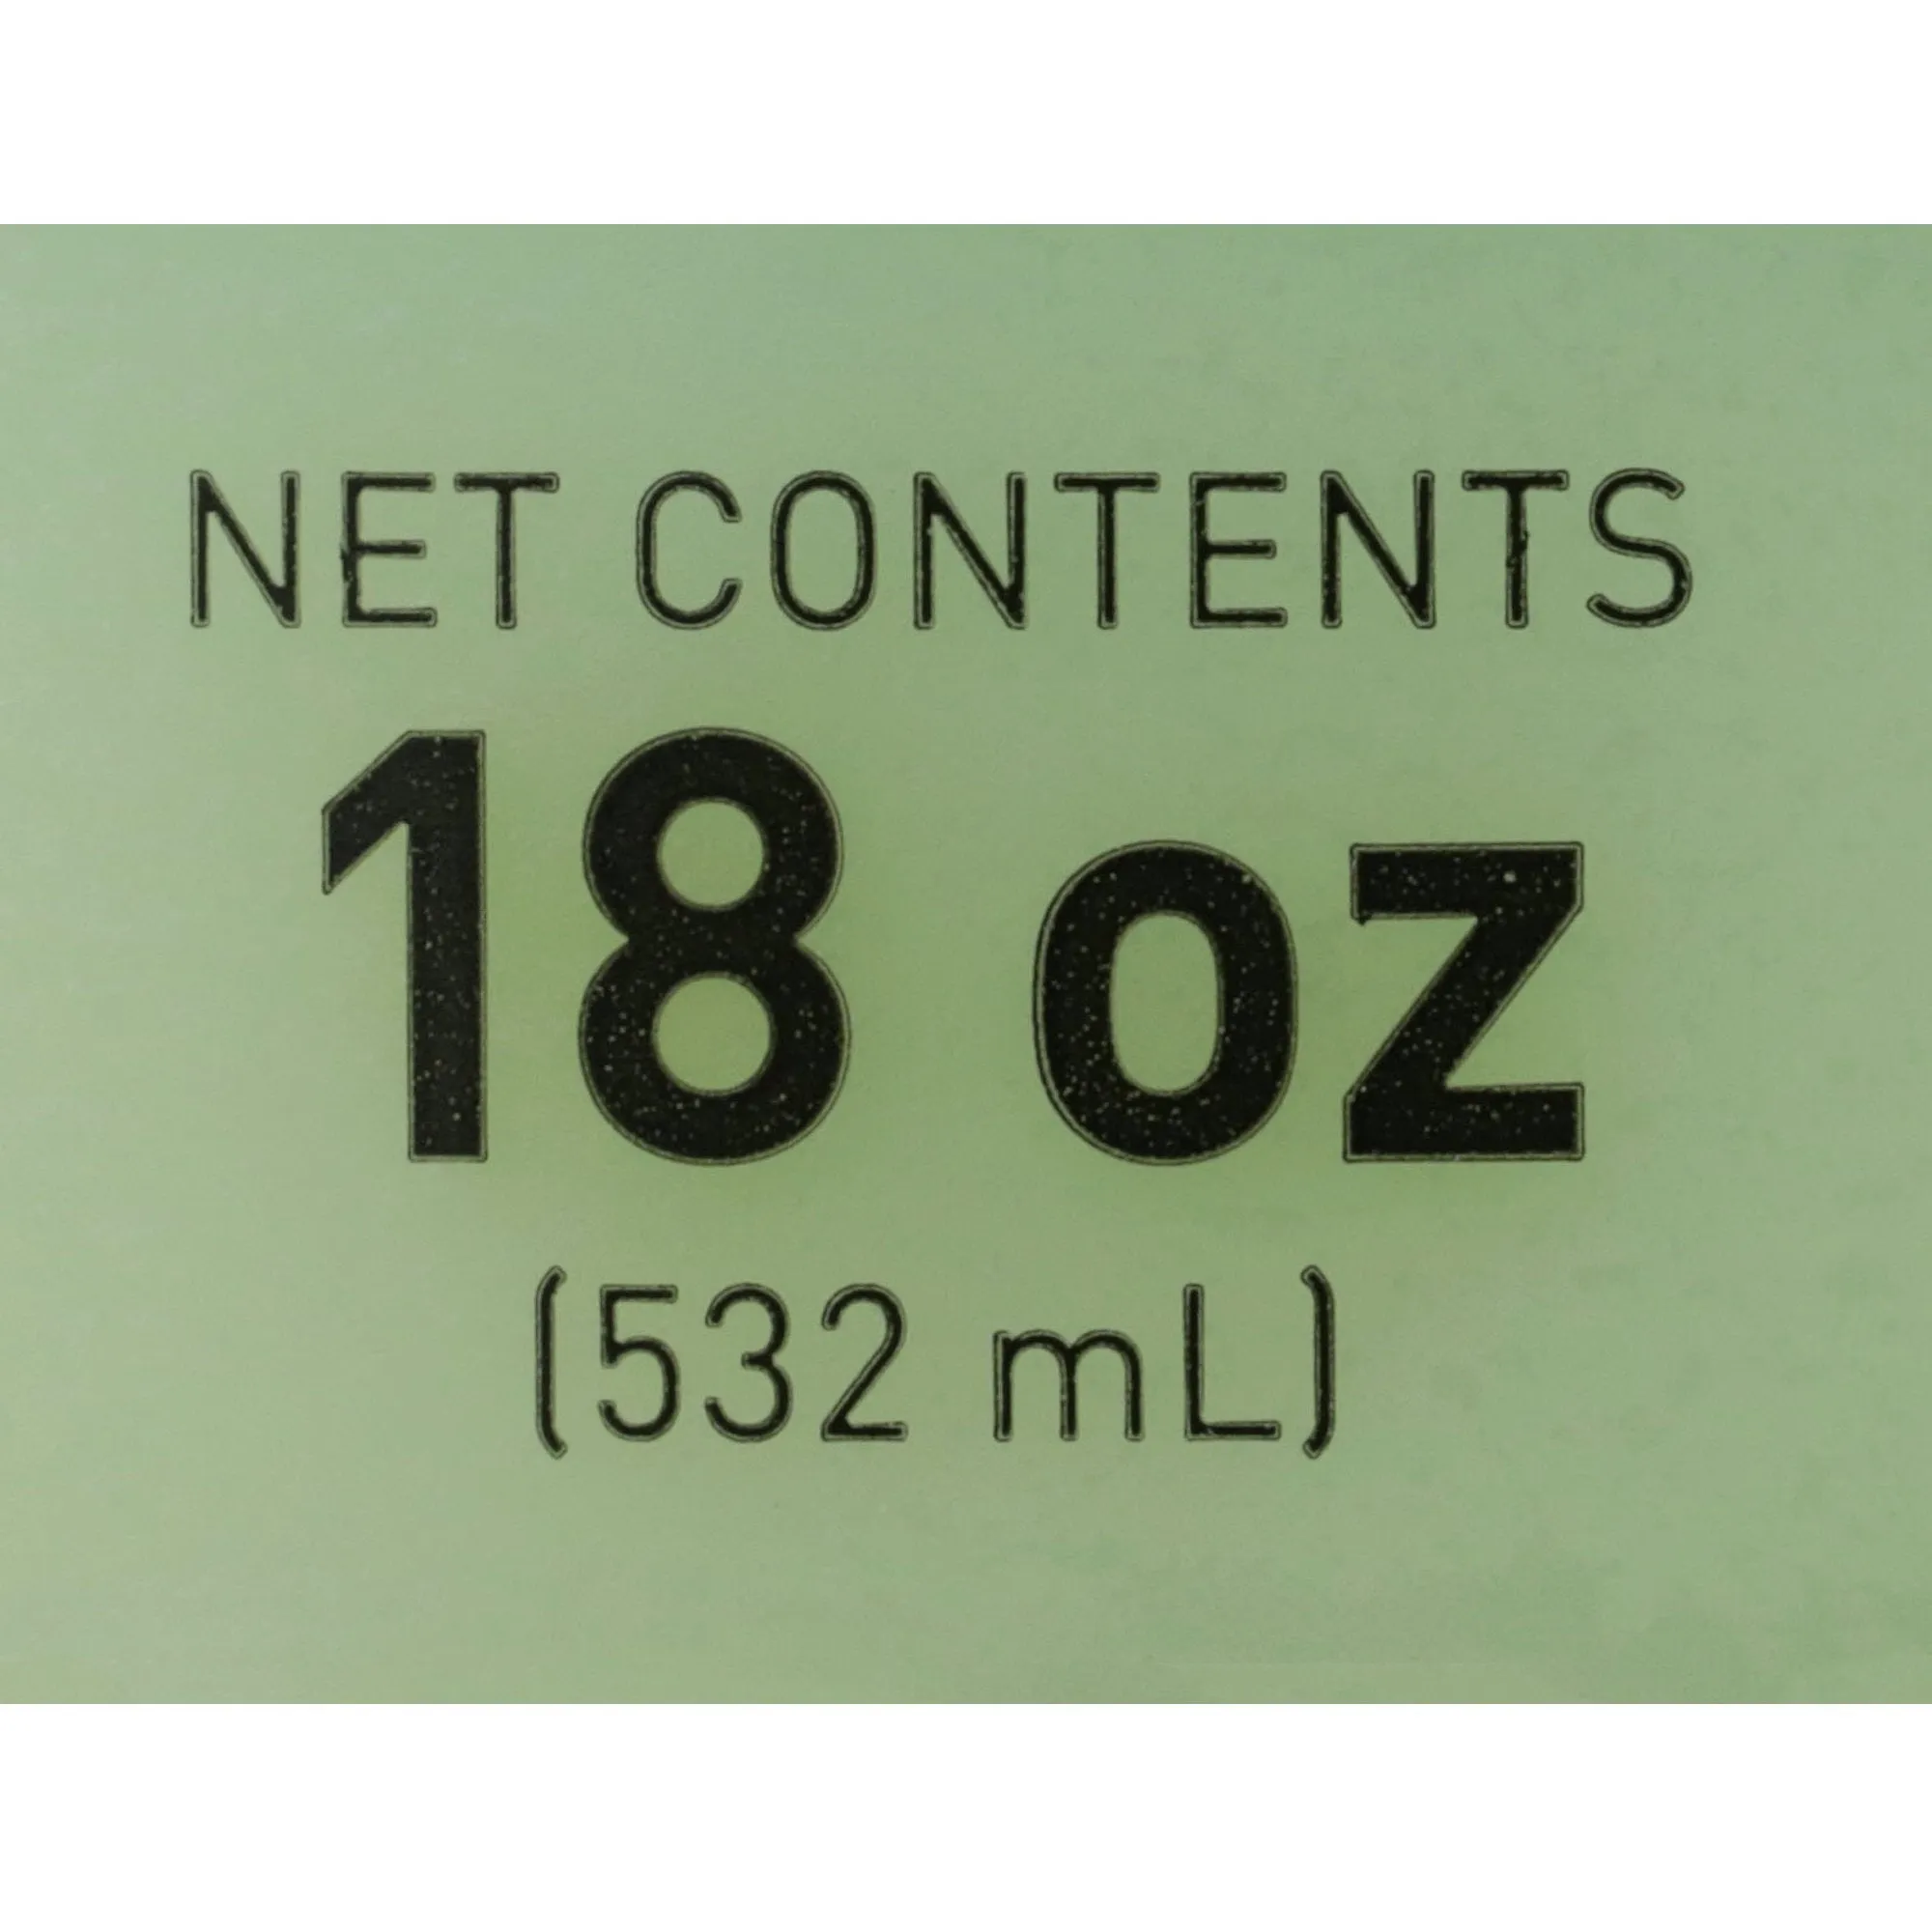 NET CONTENTS
18 oz
(532 mL)